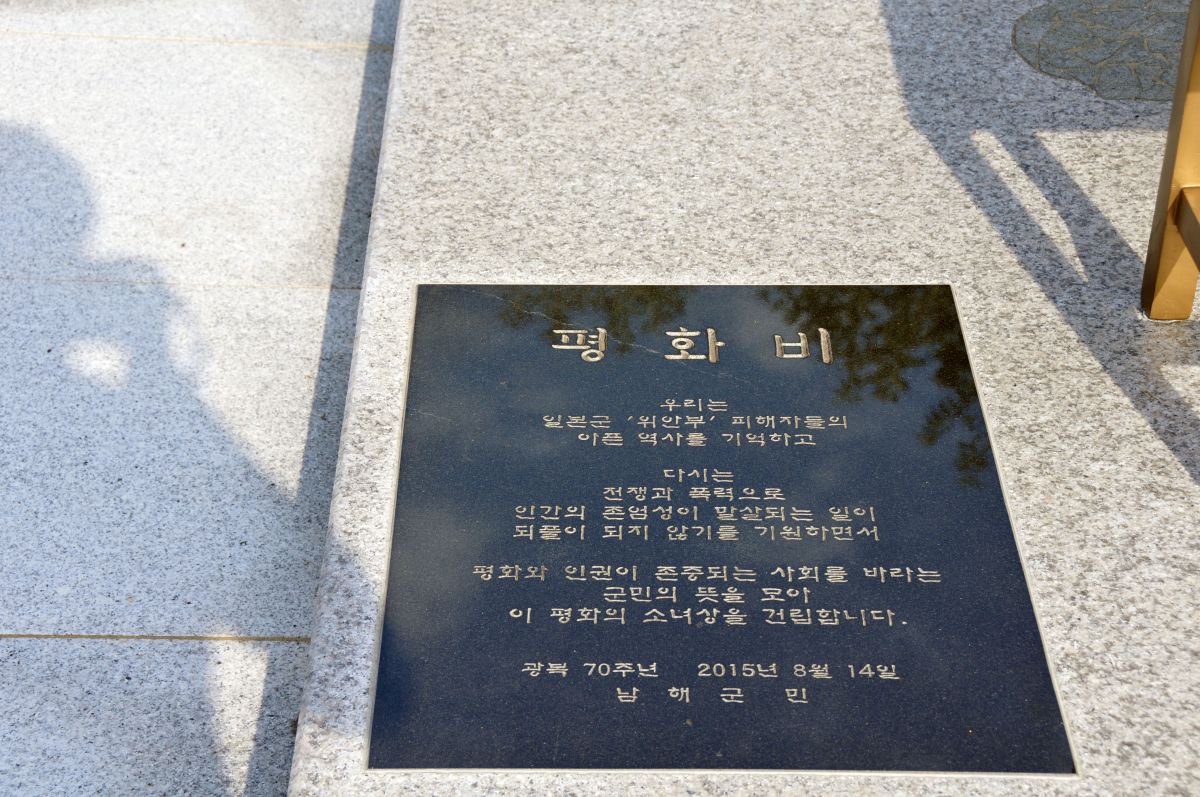 평화비
우리는
일본군 '위안부' 피해자들의
아픈 역사를 기억하고
다시는
전쟁과 폭력으로
인간의 존엄성이 말살되는 일이
되풀이 되지 않기를 기원하면서
평화와 인권이 존중되는 사회를 바라는
군민의 뜻을 모아
이 평화의 소녀상을 건립합니다.
광복 70주년 2015년 8월 14일
남해군민